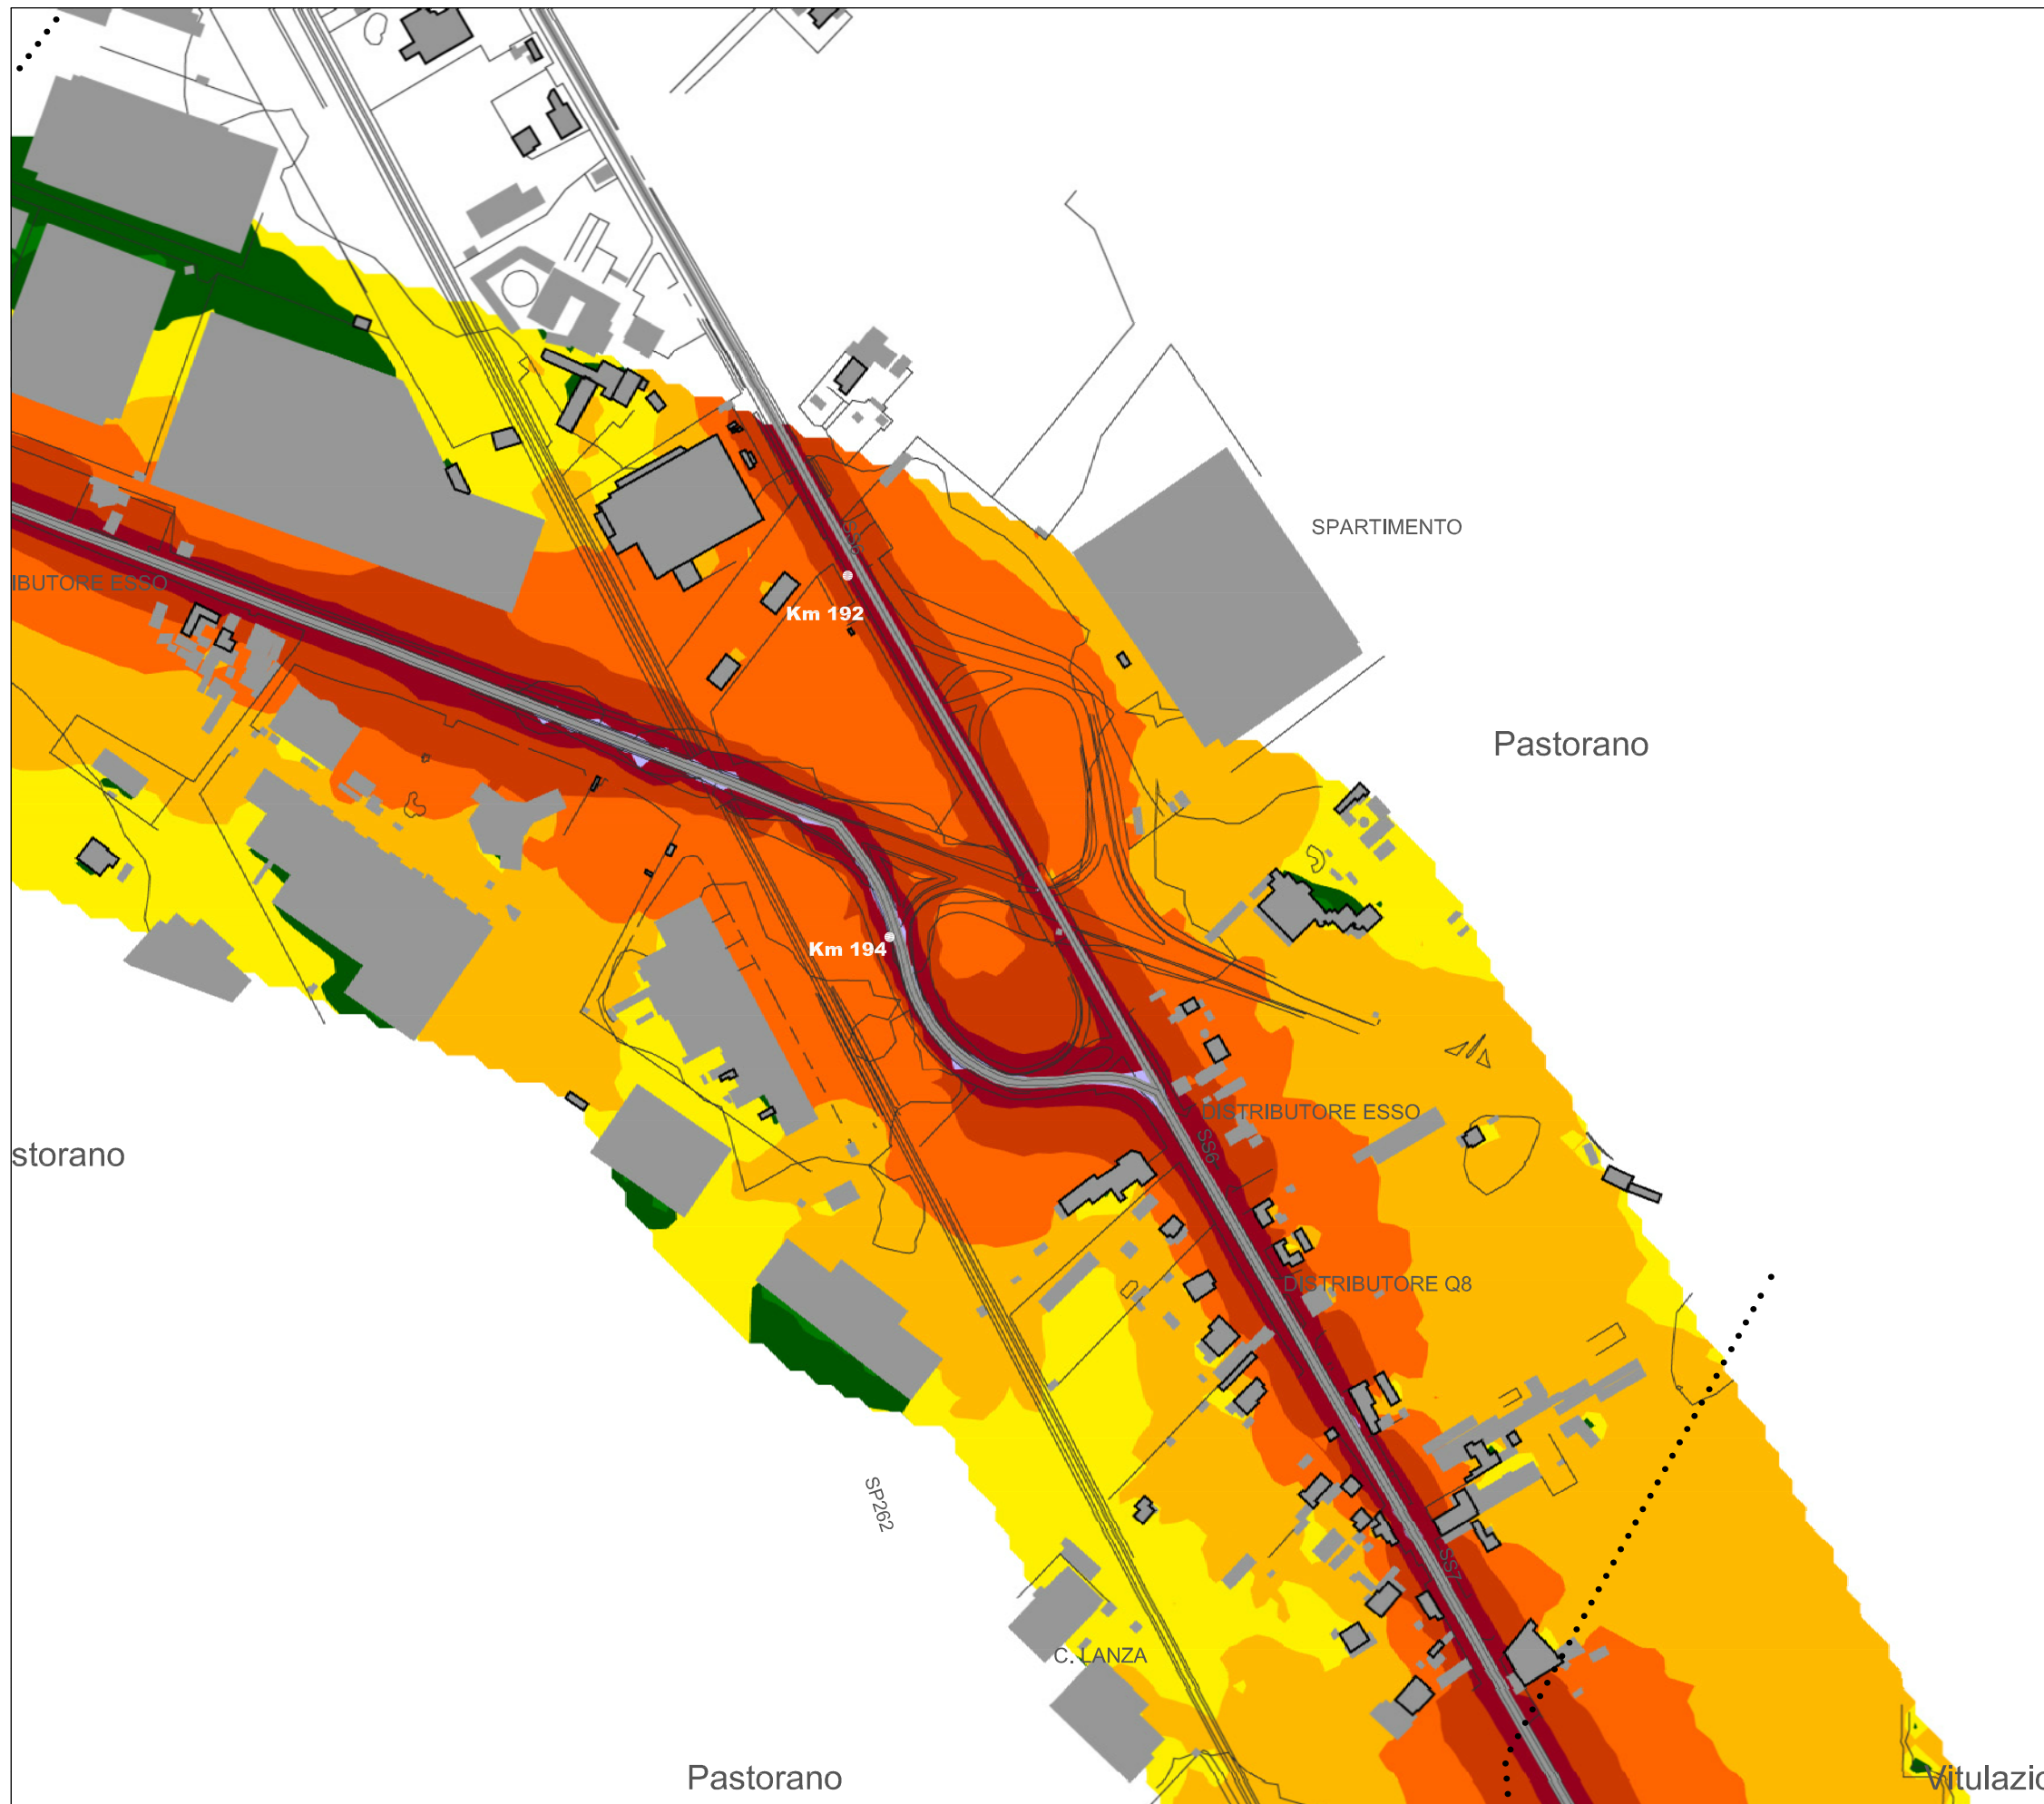 SS6
SPARTIMENTO
IBUTORE ESSO
Km 192
Pastorano
Km 194
DISTRIBUTORE ESSO
SS6
storano
DISTRIBUTORE Q8
SP262
SS7
C. LANZA
Pastorano
Vitulazio